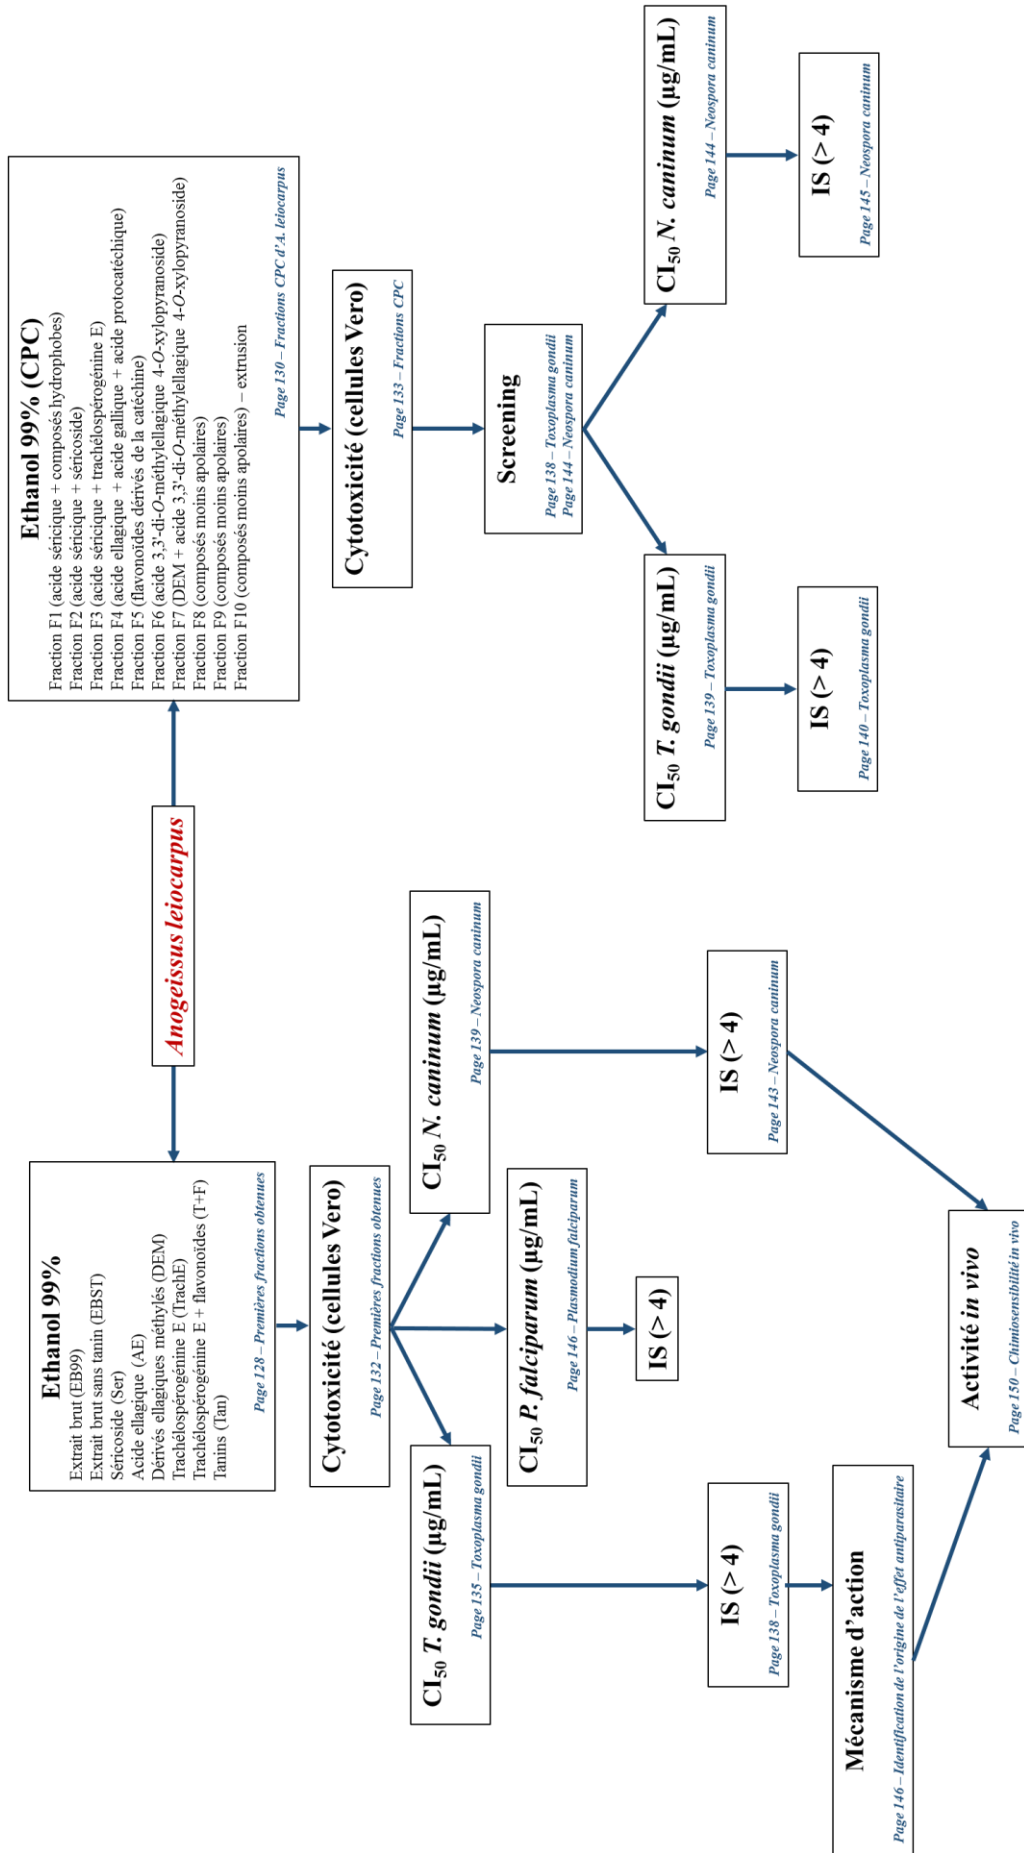 Anogeissus leiocarpus
Ethanol 99%
Extrait brut (EB99)
Extrait brut sans tanin (EBST)
Séricoside (Ser)
Acide ellagique (AE)
Dérivés ellagiques méthylés (DEM)
Trachélospérogénine E (TrachE)
Trachélospérogénine E + flavonoïdes (T+F)
Tanins (Tan)
Page 128 – Premières fractions obtenues
Cytotoxicité (cellules Vero)
Page 132 – Premières fractions obtenues
CI50 T. gondii (µg/mL)
Page 135 – Toxoplasma gondii
CI50 P. falciparum (µg/mL)
Page 146 – Plasmodium falciparum
CI50 N. caninum (µg/mL)
Page 139 – Neospora caninum
IS (> 4)
IS (> 4)
Page 138 – Toxoplasma gondii
IS (> 4)
Page 143 – Neospora caninum
Mécanisme d’action
Page 146 – Identification de l’origine de l’effet antiparasitaire
Activité in vivo
Page 150 – Chimiosensibilité in vivo
Ethanol 99% (CPC)
Fraction F1 (acide séricique + composés hydrophobes)
Fraction F2 (acide séricique + séricoside)
Fraction F3 (acide séricique + trachélospérogénine E)
Fraction F4 (acide ellagique + acide gallique + acide protocatéchique)
Fraction F5 (flavonoïdes dérivés de la catéchine)
Fraction F6 (acide 3,3'-di-O-méthylellagique 4-O-xylopyranoside)
Fraction F7 (DEM + acide 3,3'-di-O-méthylellagique 4-O-xylopyranoside)
Fraction F8 (composés moins apolaires)
Fraction F9 (composés moins apolaires)
Fraction F10 (composés moins apolaires) – extrusion
Page 130 – Fractions CPC d’A. leiocarpus
Cytotoxicité (cellules Vero)
Page 133 – Fractions CPC
Screening
Page 138 – Toxoplasma gondii
Page 144 – Neospora caninum
CI50 T. gondii (µg/mL)
Page 139 – Toxoplasma gondii
CI50 N. caninum (µg/mL)
Page 144 – Neospora caninum
IS (> 4)
Page 140 – Toxoplasma gondii
IS (> 4)
Page 145 – Neospora caninum